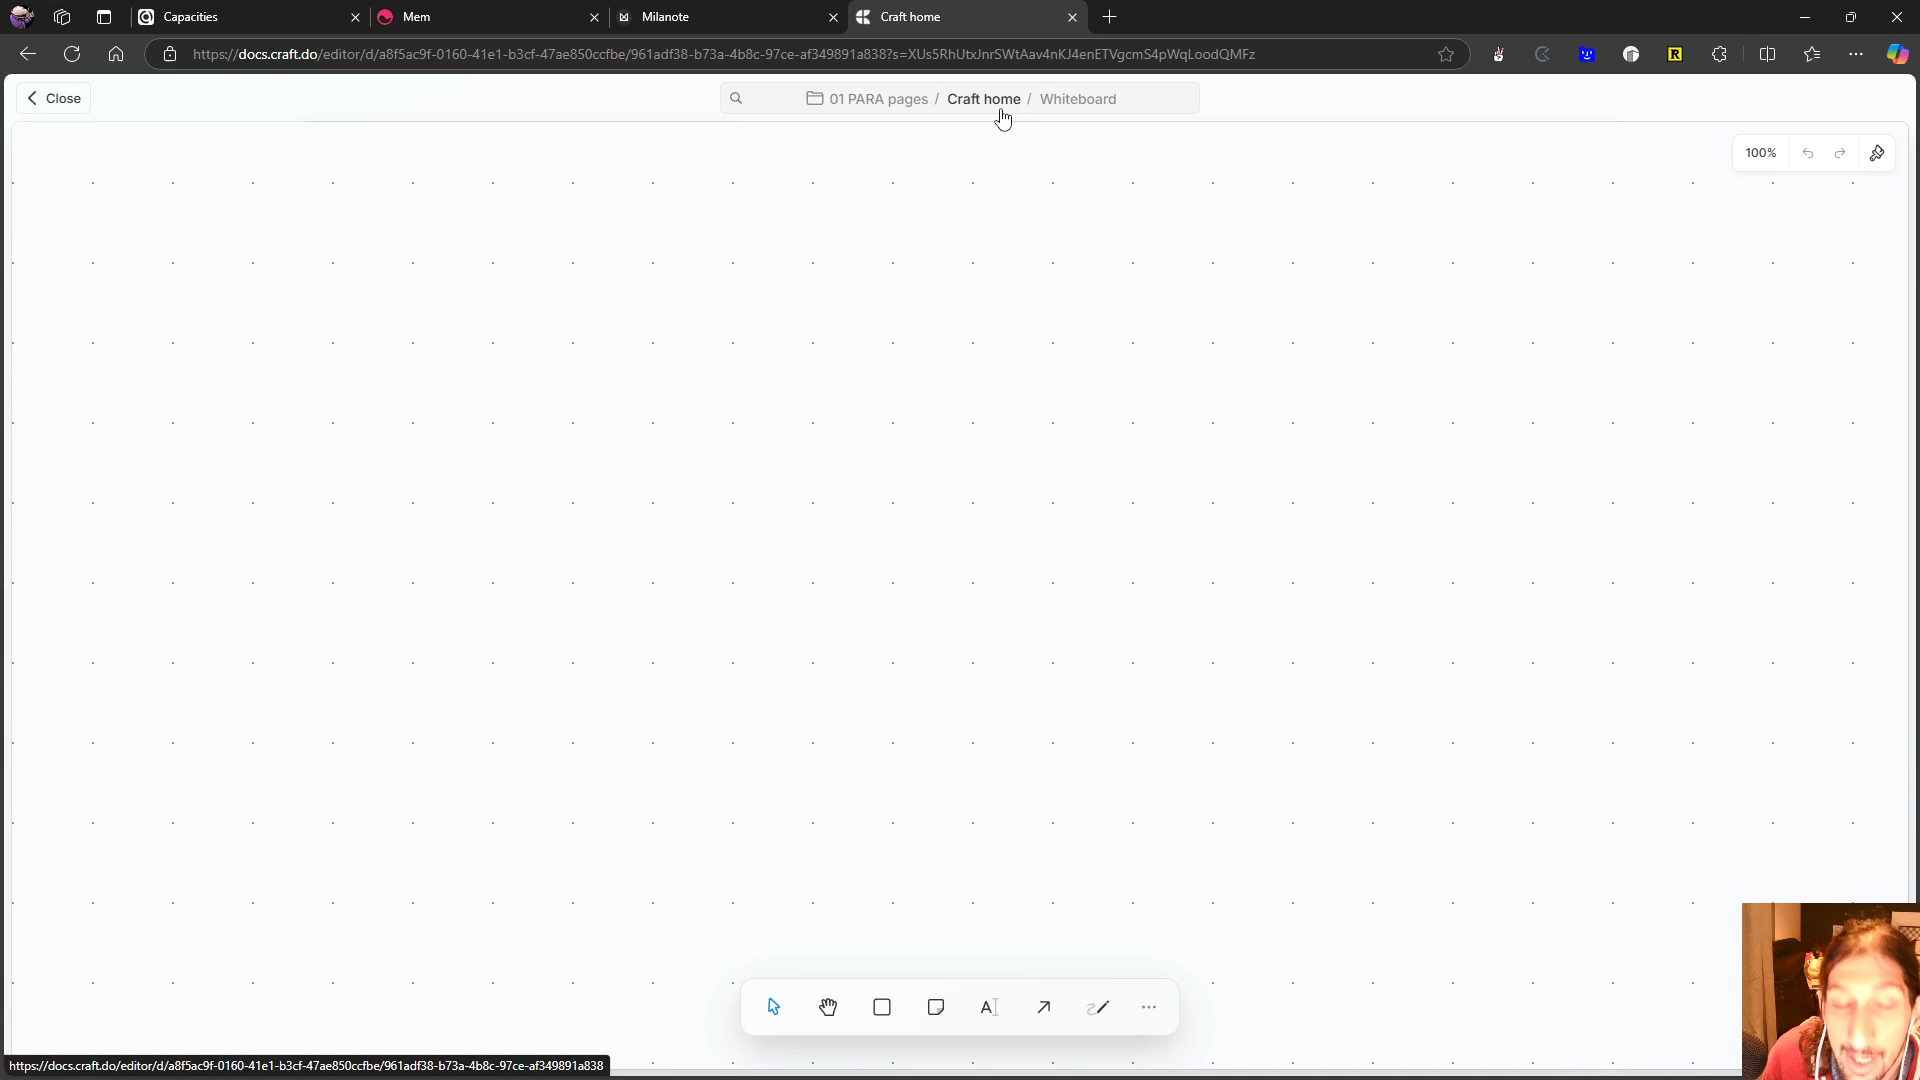 Capacities
Mem
Milanote
Craft home
https://docs.craft.do/editor/d/a8f5ac9f-0160-41e1-b3cf-47ae850ccfbe/961adf38-b73a-4b8c-97ce-af349891a838?s=XUs5RhUtxJnrSWtAav4nKJ4enETVgcmS4pWqLoodQMFz
Close
01 PARA pages / Craft home / Whiteboard
100%
https://docs.craft.do/editor/d/a8f5ac9f-0160-41e1-b3cf-47ae850ccfbe/961adf38-b73a-4b8c-97ce-af349891a838